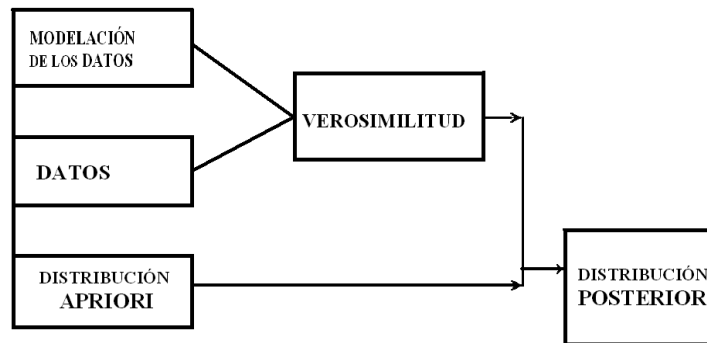 MODELACIÓN
DE LOS DATOS
VEROSIMILITUD
DATOS
DISTRIBUCIÓN
APRIORI
DISTRIBUCIÓN
POSTERIOR